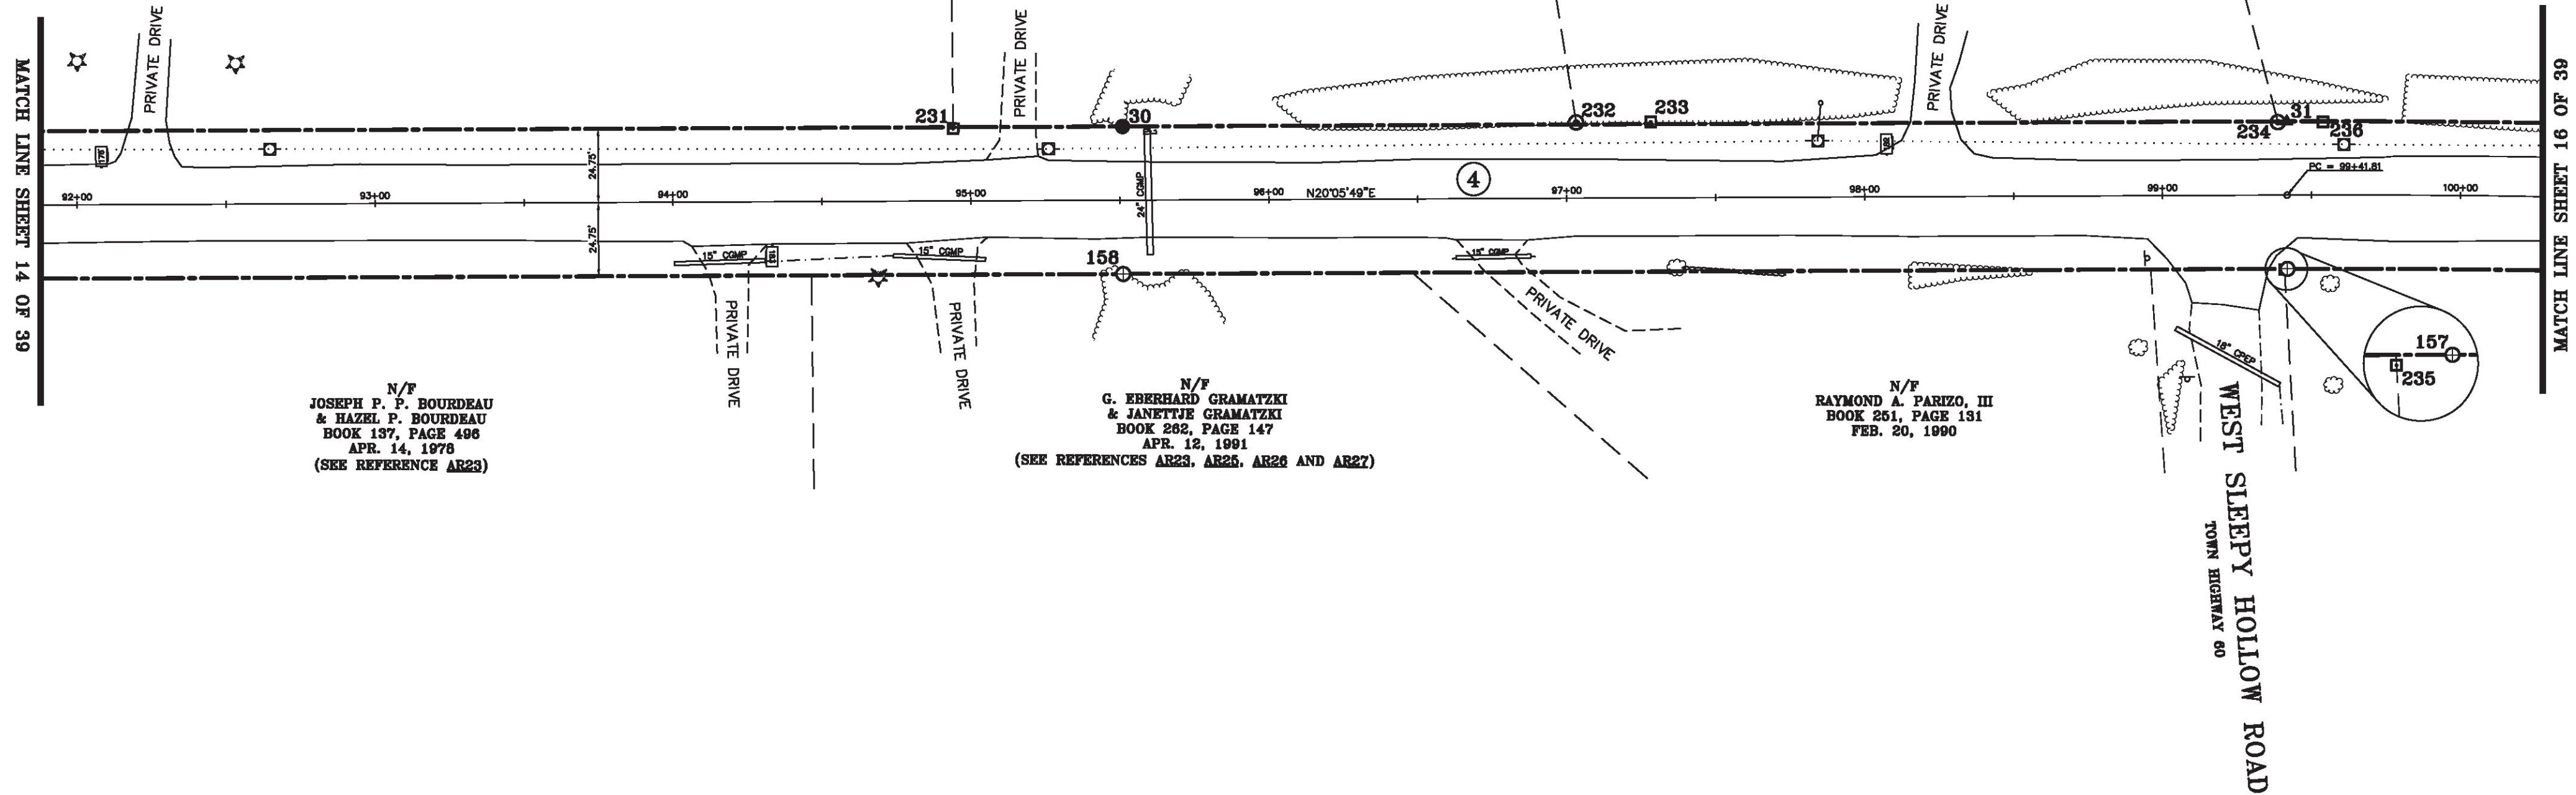 MATCH LINE SHEET 14 OF 39
PRIVATE DRIVE
PRIVATE DRIVE
PRIVATE DRIVE
MATCH LINE SHEET 16 OF 39
231
30
232
233
234
31
236
24.75'
24" CGMP
4
PC = 99+41.81
92+00
93+00
94+00
95+00
96+00
N20°05'49"E
97+00
98+00
99+00
100+00
24.75'
15" CGMP
15" CGMP
158
15" CGMP
PRIVATE DRIVE
PRIVATE DRIVE
PRIVATE DRIVE
18" CPEP
157
235
N/F
JOSEPH P. P. BOURDEAU
& HAZEL P. BOURDEAU
BOOK 137, PAGE 496
APR. 14, 1978
(SEE REFERENCE AR23)
N/F
G. EBERHARD GRAMATZKI
& JANETTJE GRAMATZKI
BOOK 262, PAGE 147
APR. 12, 1991
(SEE REFERENCES AR23, AR25, AR26 AND AR27)
N/F
RAYMOND A. PARIZO, III
BOOK 251, PAGE 131
FEB. 20, 1990
WEST SLEEPY HOLLOW ROAD
TOWN HIGHWAY 60